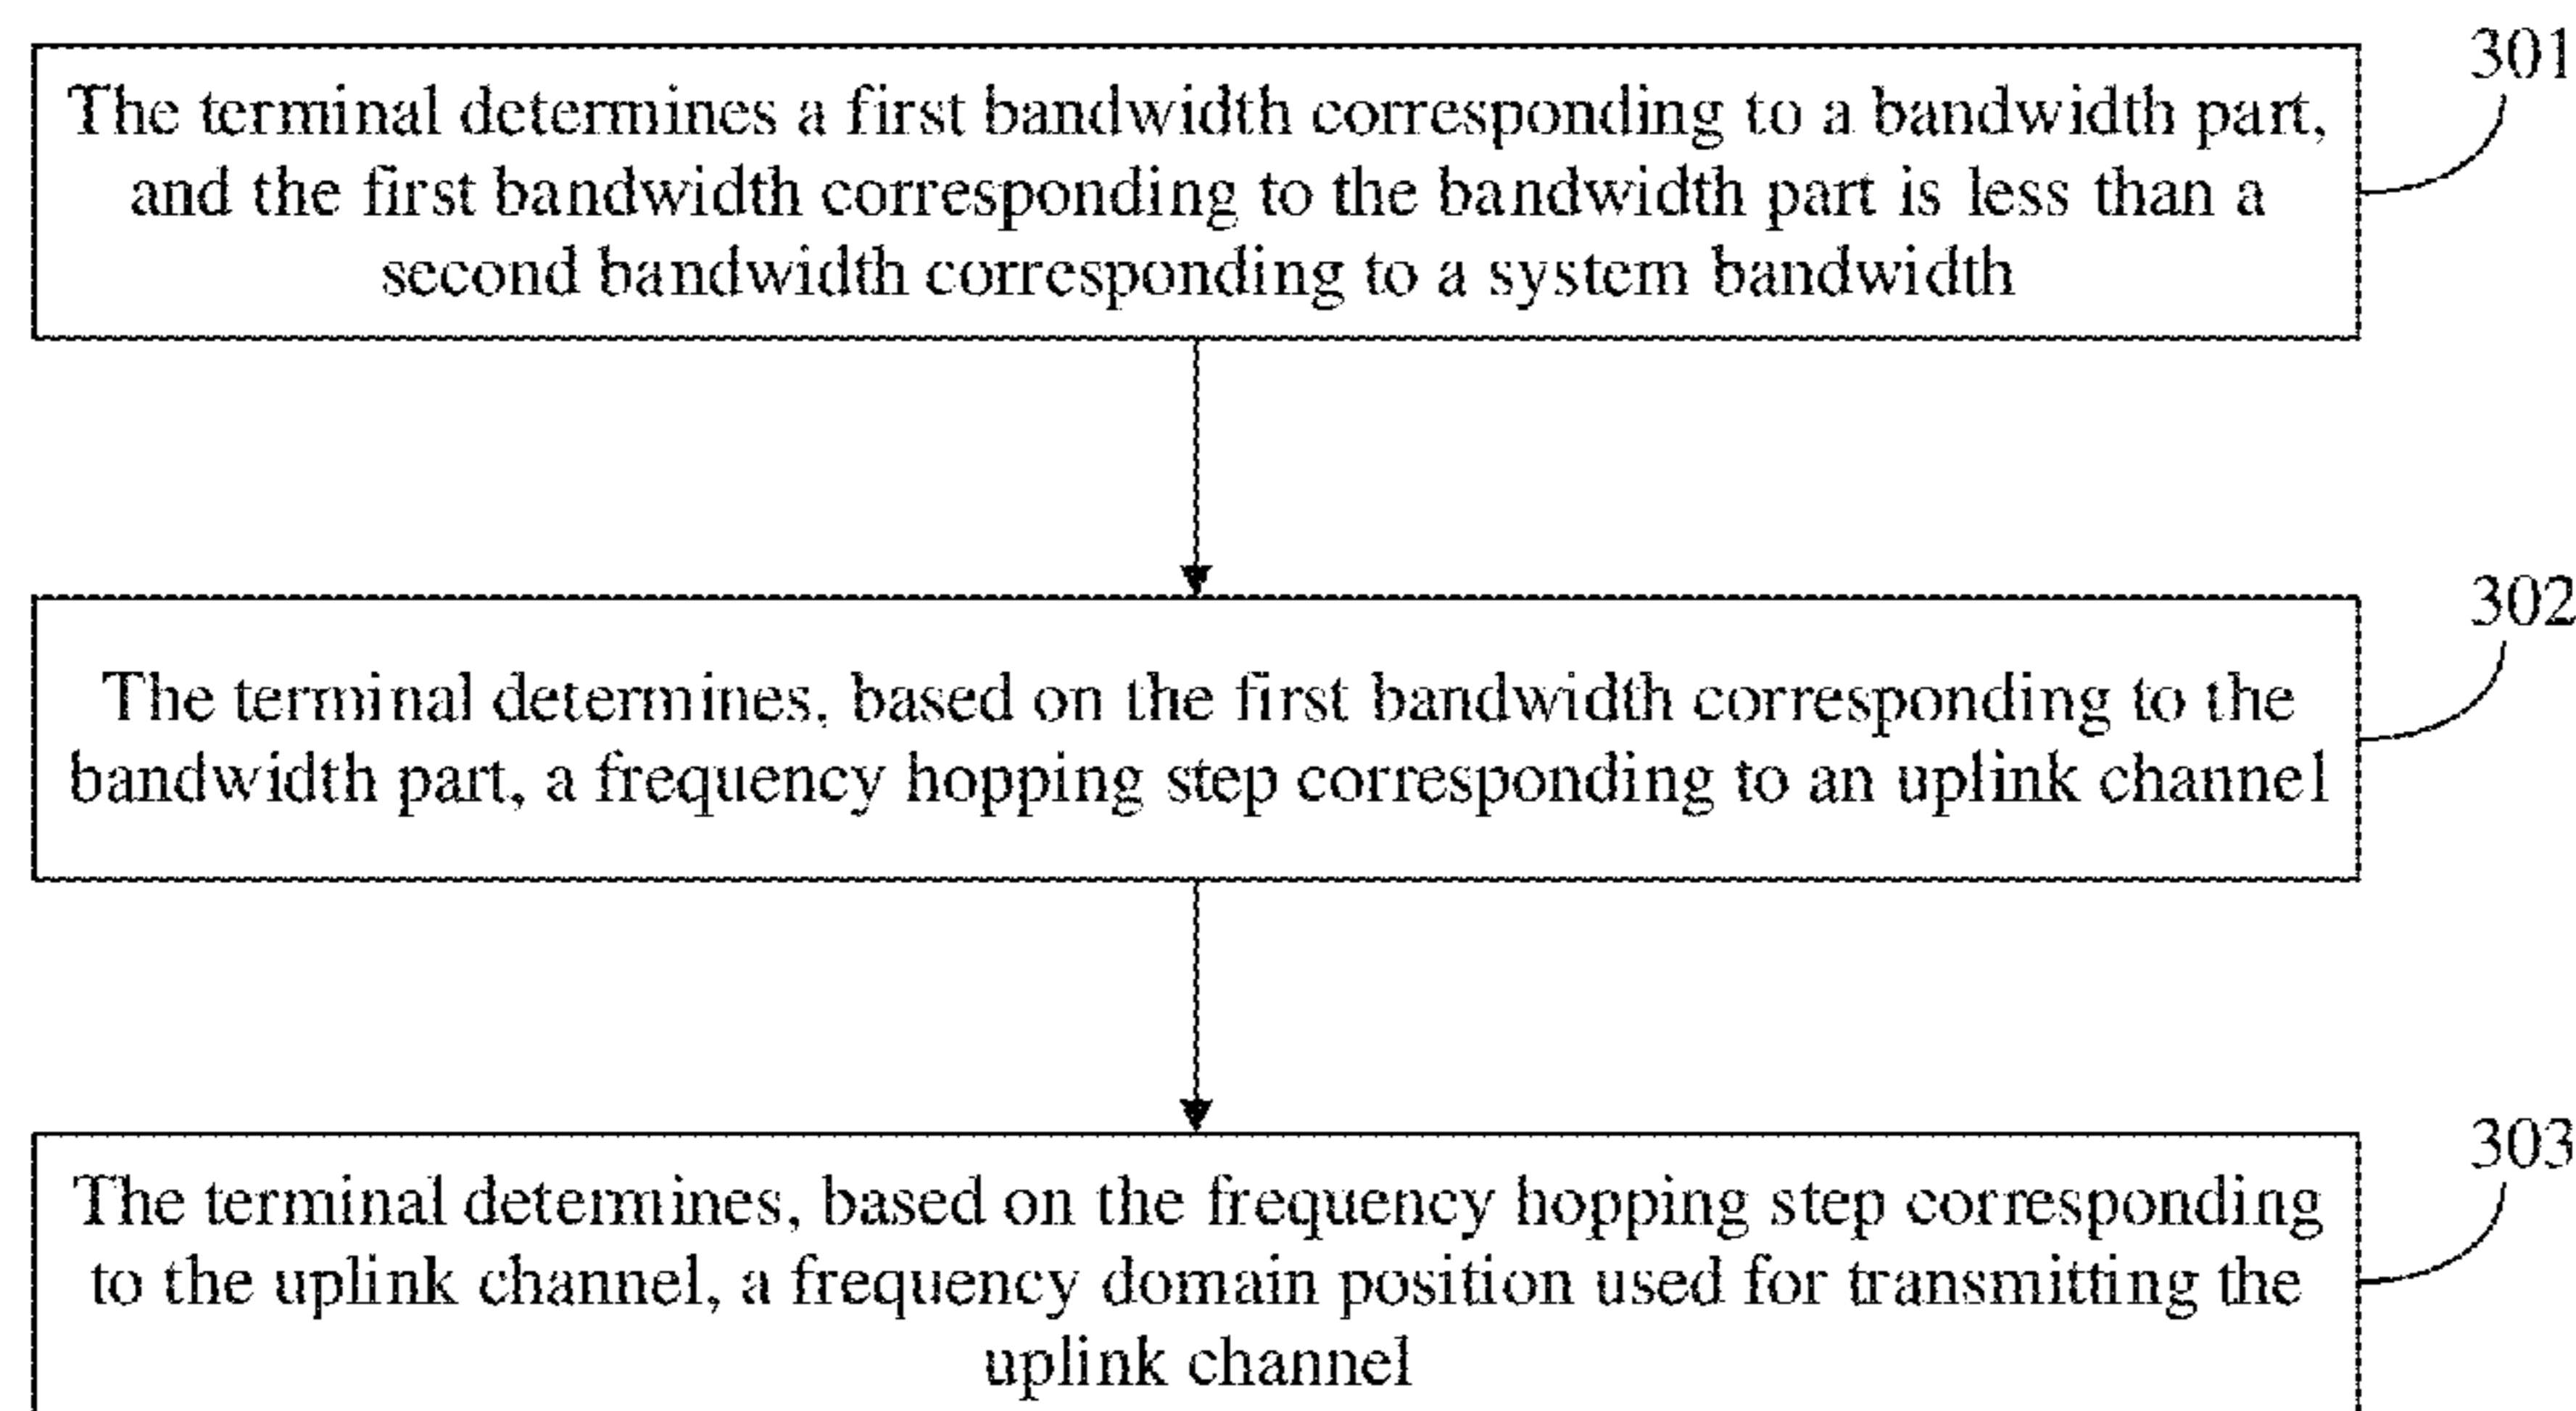 301
The terminal determines a first bandwidth corresponding to a bandwidth part,
and the first bandwidth corresponding to the bandwidth part is less than a
second bandwidth corresponding to a system bandwidth
302
The terminal determines, based on the first bandwidth corresponding to the
bandwidth part, a frequency hopping step corresponding to an uplink channel
303
The terminal determines, based on the frequency hopping step corresponding
to the uplink channel, a frequency domain position used for transmitting the
uplink channel